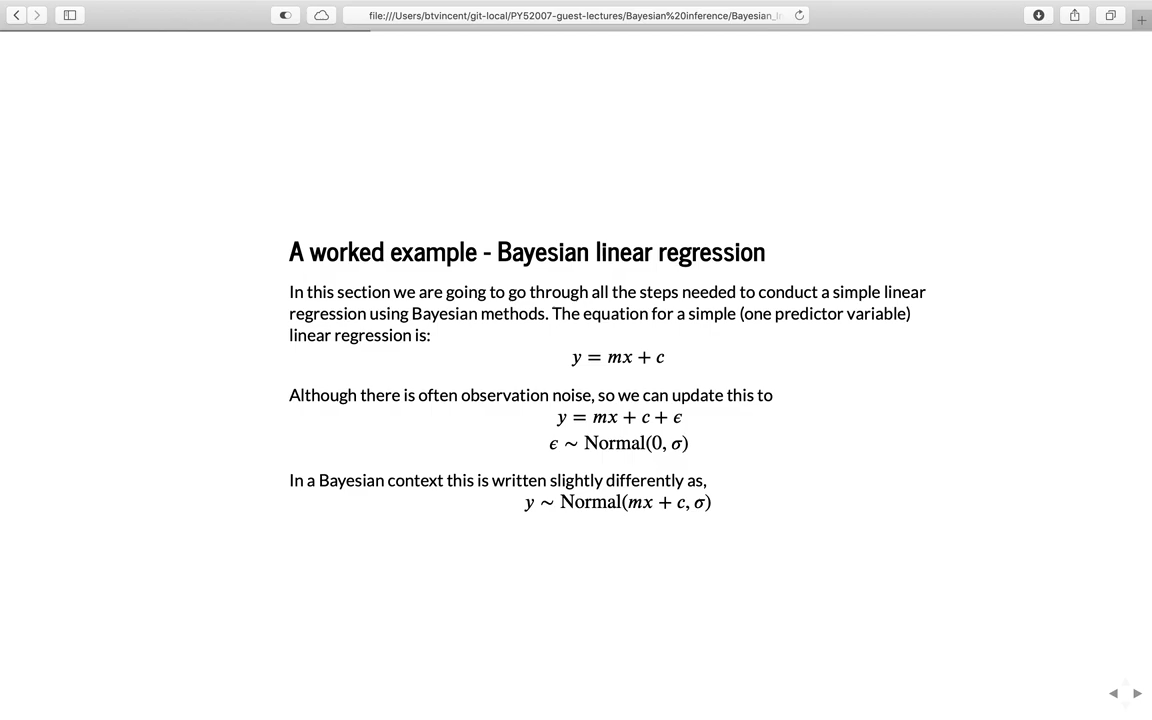 file:///Users/btvincent/git-local/PY52007-guest-lectures/Bayesian%20inference/Bayesian_
A worked example - Bayesian linear regression
In this section we are going to go through all the steps needed to conduct a simple linear
regression using Bayesian methods. The equation for a simple (one predictor variable)
linear regression is:
y = mx + c
Although there is often observation noise, so we can update this to
y = mx + c + ϵ
ϵ ∼ Normal(0, σ)
In a Bayesian context this is written slightly differently as,
y ∼ Normal(mx + c, σ)